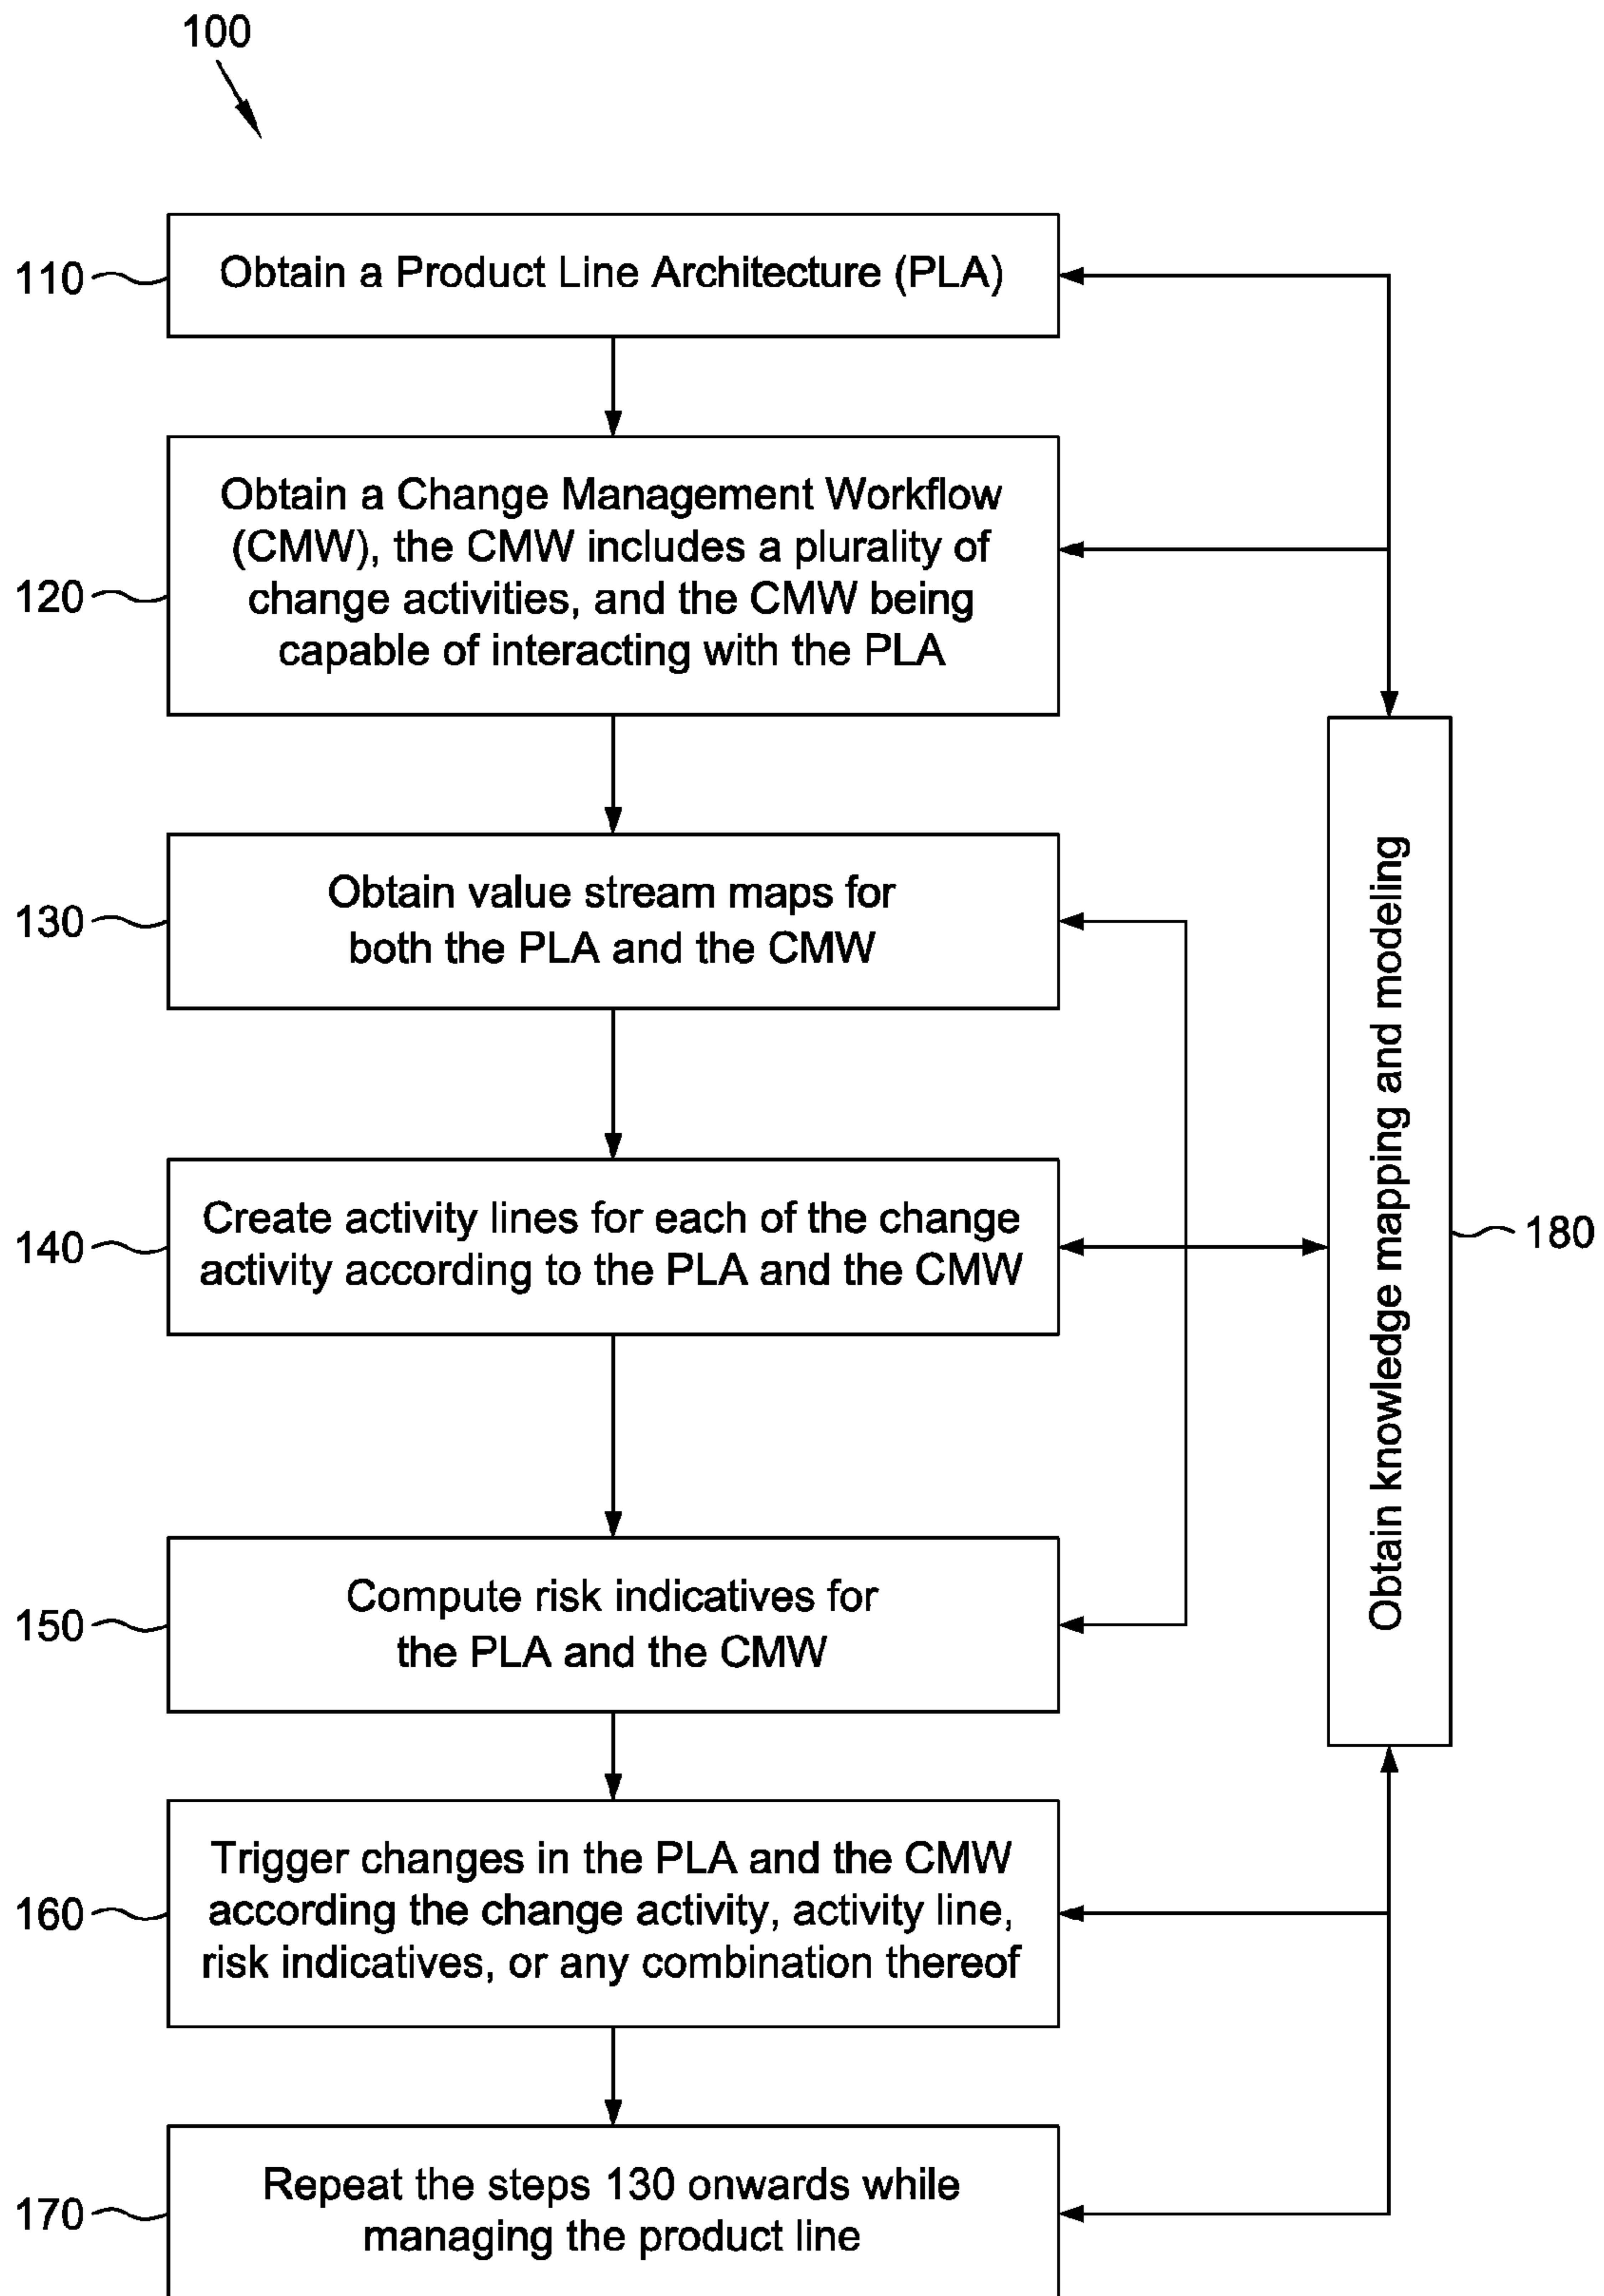 100
110
Obtain a Product Line Architecture (PLA)
120
Obtain a Change Management Workflow
(CMW), the CMW includes a plurality of
change activities, and the CMW being
capable of interacting with the PLA
130
Obtain value stream maps for
both the PLA and the CMW
140
Create activity lines for each of the change
activity according to the PLA and the CMW
150
Compute risk indicatives for
the PLA and the CMW
160
Trigger changes in the PLA and the CMW
according the change activity, activity line,
risk indicatives, or any combination thereof
170
Repeat the steps 130 onwards while
managing the product line
Obtain knowledge mapping and modeling
180